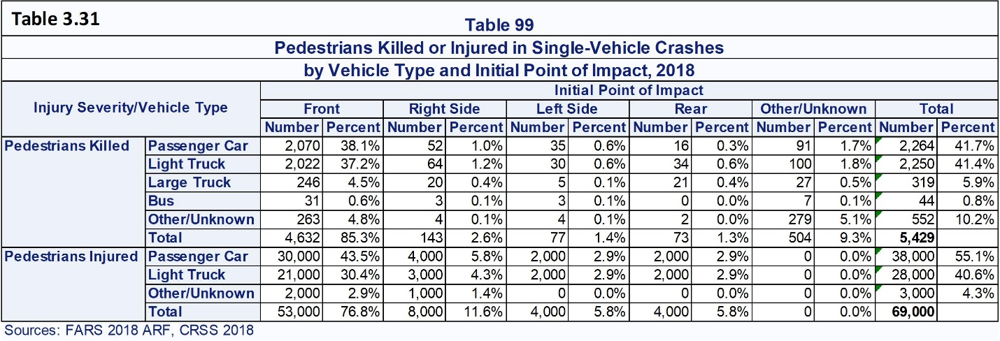 Table 3.31
Table 99
Pedestrians Killed or Injured in Single-Vehicle Crashes
by Vehicle Type and Initial Point of Impact, 2018
Injury Severity/Vehicle Type Initial Point of Impact
Front Right Side Left Side Rear Other/Unknown Total
Number Percent Number Percent Number Percent Number Percent Number Percent Number Percent
Pedestrians Killed Passenger Car 2,070 38.1% 52 1.0% 35 0.6% 16 0.3% 91 1.7% 2,264 41.7%
Light Truck 2,022 37.2% 64 1.2% 30 0.6% 34 0.6% 100 1.8% 2,250 41.4%
Large Truck 246 4.5% 20 0.4% 5 0.1% 21 0.4% 27 0.5% 319 5.9%
Bus 31 0.6% 3 0.1% 3 0.1% 0 0.0% 7 0.1% 44 0.8%
Other/Unknown 263 4.8% 4 0.1% 4 0.1% 2 0.0% 279 5.1% 552 10.2%
Total 4,632 85.3% 143 2.6% 77 1.4% 73 1.3% 504 9.3% 5,429
Pedestrians Injured Passenger Car 30,000 43.5% 4,000 5.8% 2,000 2.9% 2,000 2.9% 0 0.0% 38,000 55.1%
Light Truck 21,000 30.4% 3,000 4.3% 2,000 2.9% 2,000 2.9% 0 0.0% 28,000 40.6%
Other/Unknown 2,000 2.9% 1,000 1.4% 0 0.0% 0 0.0% 0 0.0% 3,000 4.3%
Total 53,000 76.8% 8,000 11.6% 4,000 5.8% 4,000 5.8% 0 0.0% 69,000
Sources: FARS 2018 ARF, CRSS 2018